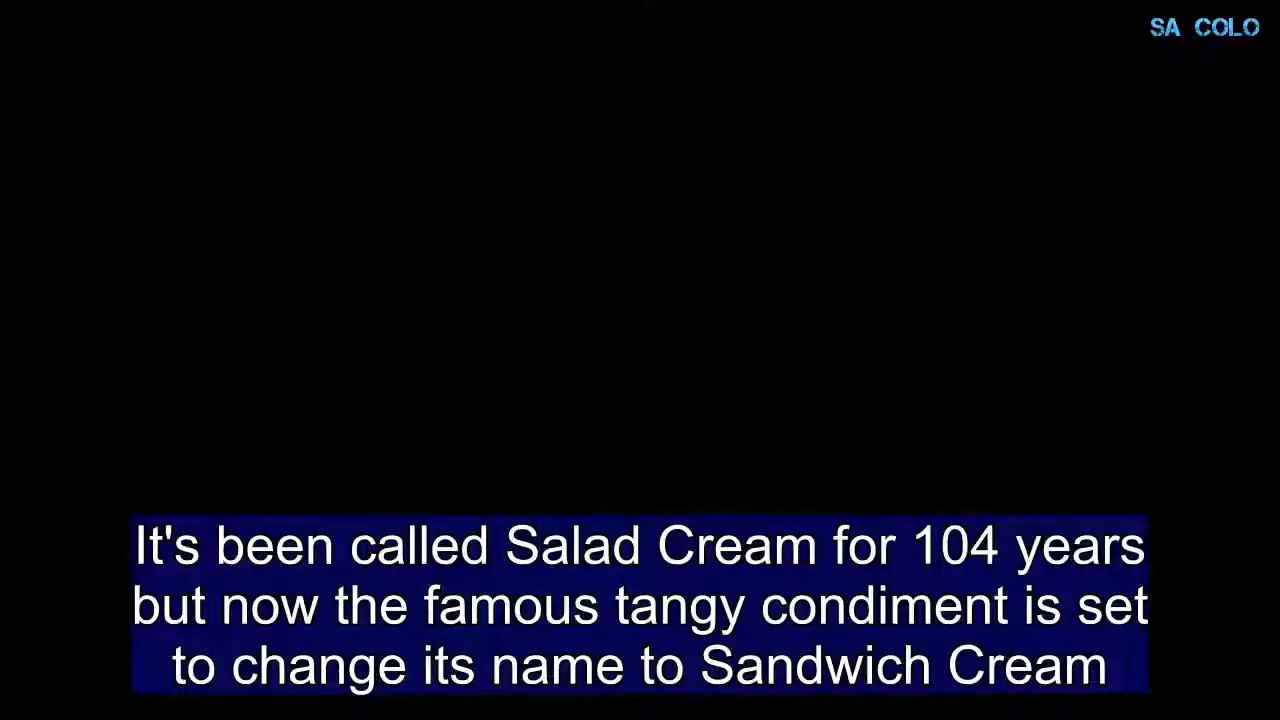 SA COLO
It's been called Salad Cream for 104 years
but now the famous tangy condiment is set
to change its name to Sandwich Cream